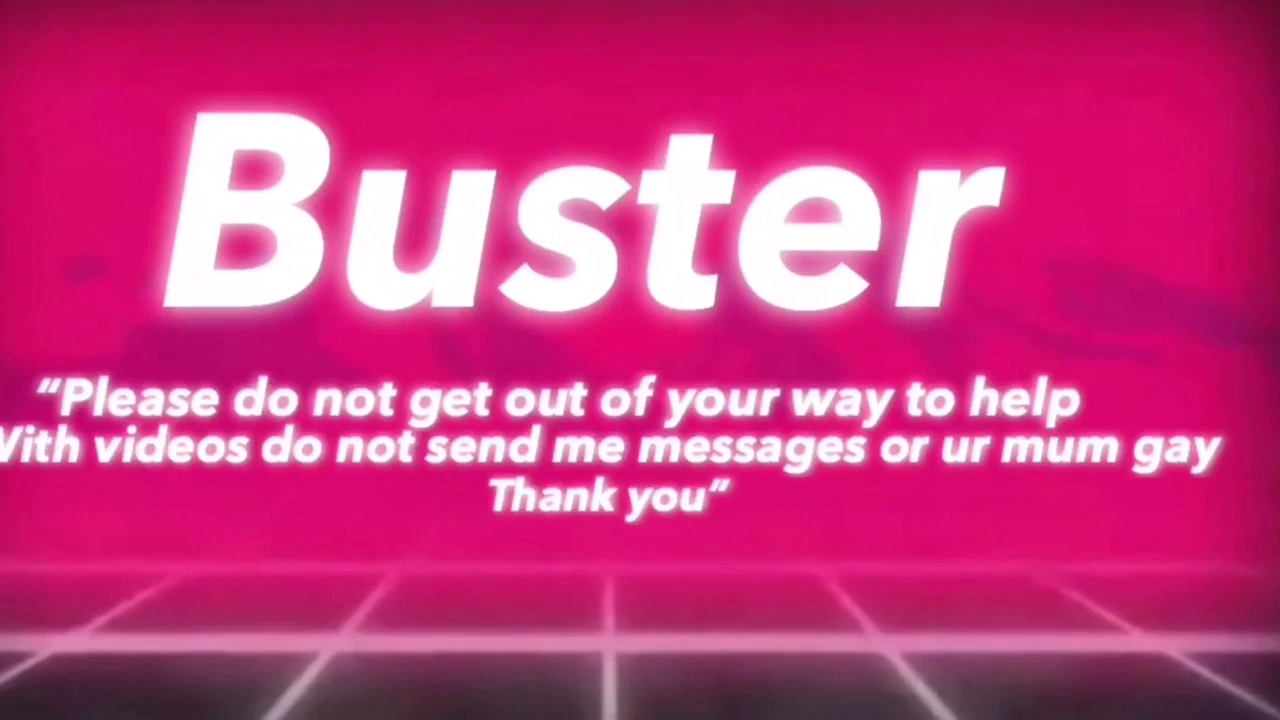 Buster
“Please do not get out of your way to help
With videos do not send me messages or ur mum gay
Thank you”